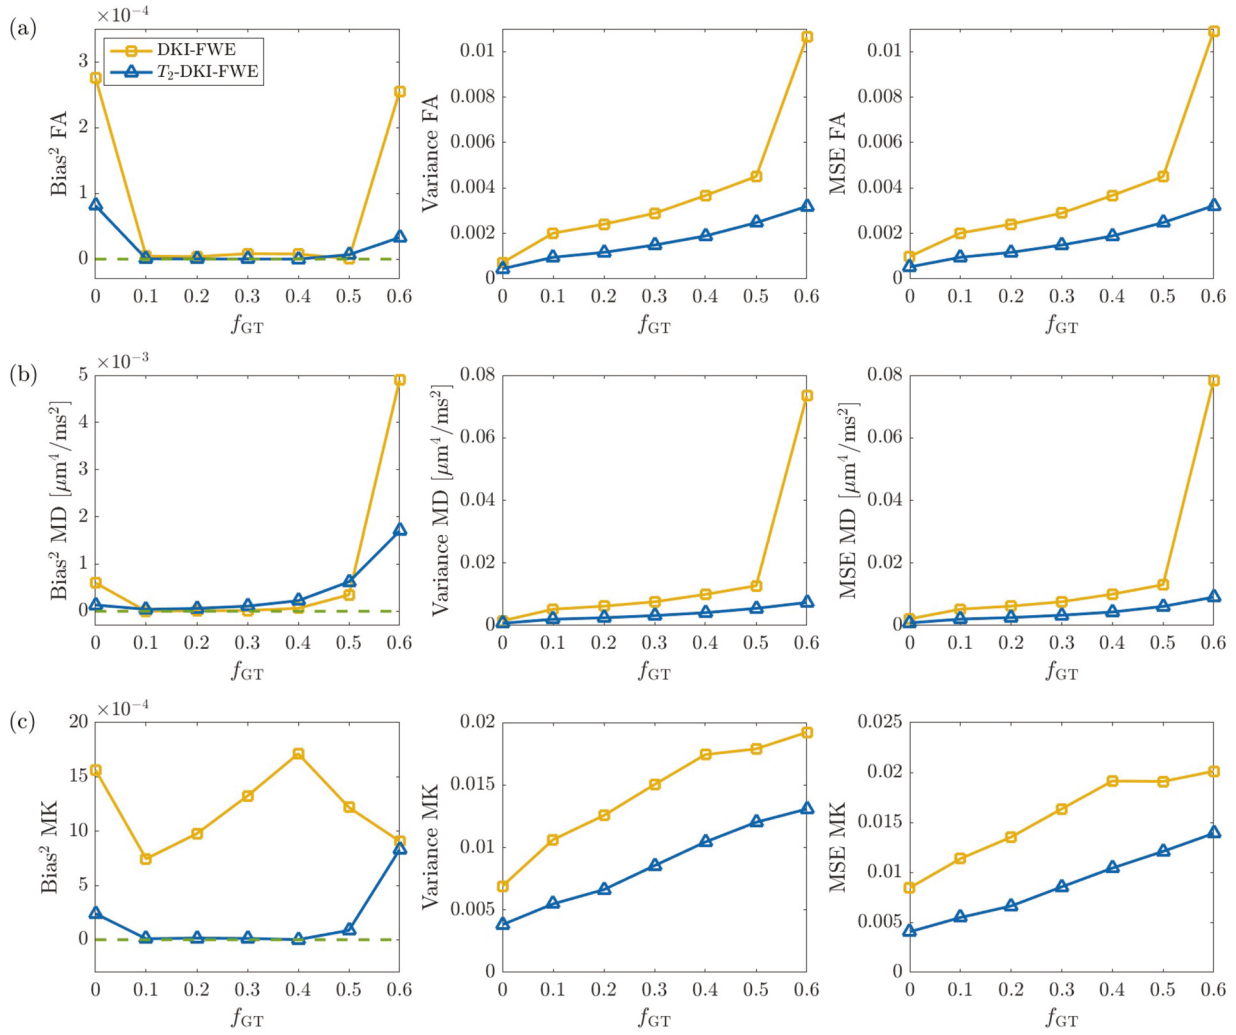 (a)
×10⁻⁴
Bias² FA
4
2
1
0
DKI-FWE
T₂-DKI-FWE
0 0.1 0.2 0.3 0.4 0.5 0.6
f_GT
Variance FA
0.01
0.008
0.006
0.004
0.002
0
0 0.1 0.2 0.3 0.4 0.5 0.6
f_GT
MSE FA
0.01
0.008
0.006
0.004
0.002
0
0 0.1 0.2 0.3 0.4 0.5 0.6
f_GT
(b)
×10⁻³
Bias² MD [μm⁴/ms²]
5
4
3
2
1
0
0 0.1 0.2 0.3 0.4 0.5 0.6
f_GT
Variance MD [μm⁴/ms²]
0.08
0.06
0.04
0.02
0
0 0.1 0.2 0.3 0.4 0.5 0.6
f_GT
MSE MD [μm⁴/ms²]
0.08
0.06
0.04
0.02
0
0 0.1 0.2 0.3 0.4 0.5 0.6
f_GT
(c)
×10⁻⁴
Bias² MK
20
15
10
5
0
0 0.1 0.2 0.3 0.4 0.5 0.6
f_GT
Variance MK
0.02
0.015
0.01
0.005
0
0 0.1 0.2 0.3 0.4 0.5 0.6
f_GT
MSE MK
0.025
0.02
0.015
0.01
0.005
0
0 0.1 0.2 0.3 0.4 0.5 0.6
f_GT